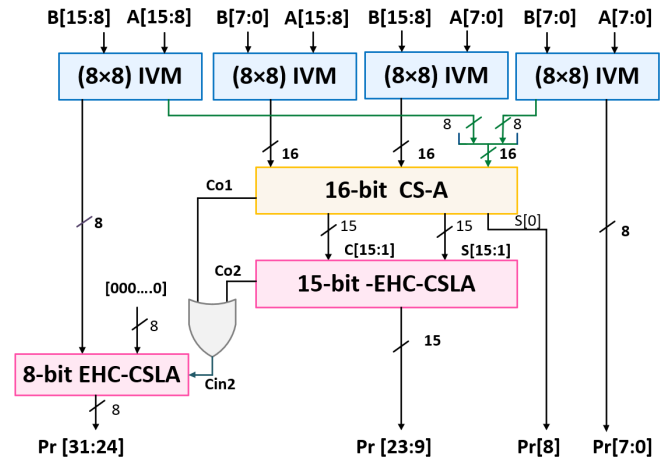 B[15:8] A[15:8] B[7:0] A[15:8] B[15:8] A[7:0] B[7:0] A[7:0]
(8×8) IVM (8×8) IVM (8×8) IVM (8×8) IVM
8 8
16 16 16
Co1 16-bit CS-A
8 15 15 S[0] 8
C[15:1] S[15:1]
Co2
[000....0] 15-bit -EHC-CSLA
8 15
8-bit EHC-CSLA Cin2
8
Pr [31:24] Pr [23:9] Pr[8] Pr[7:0]